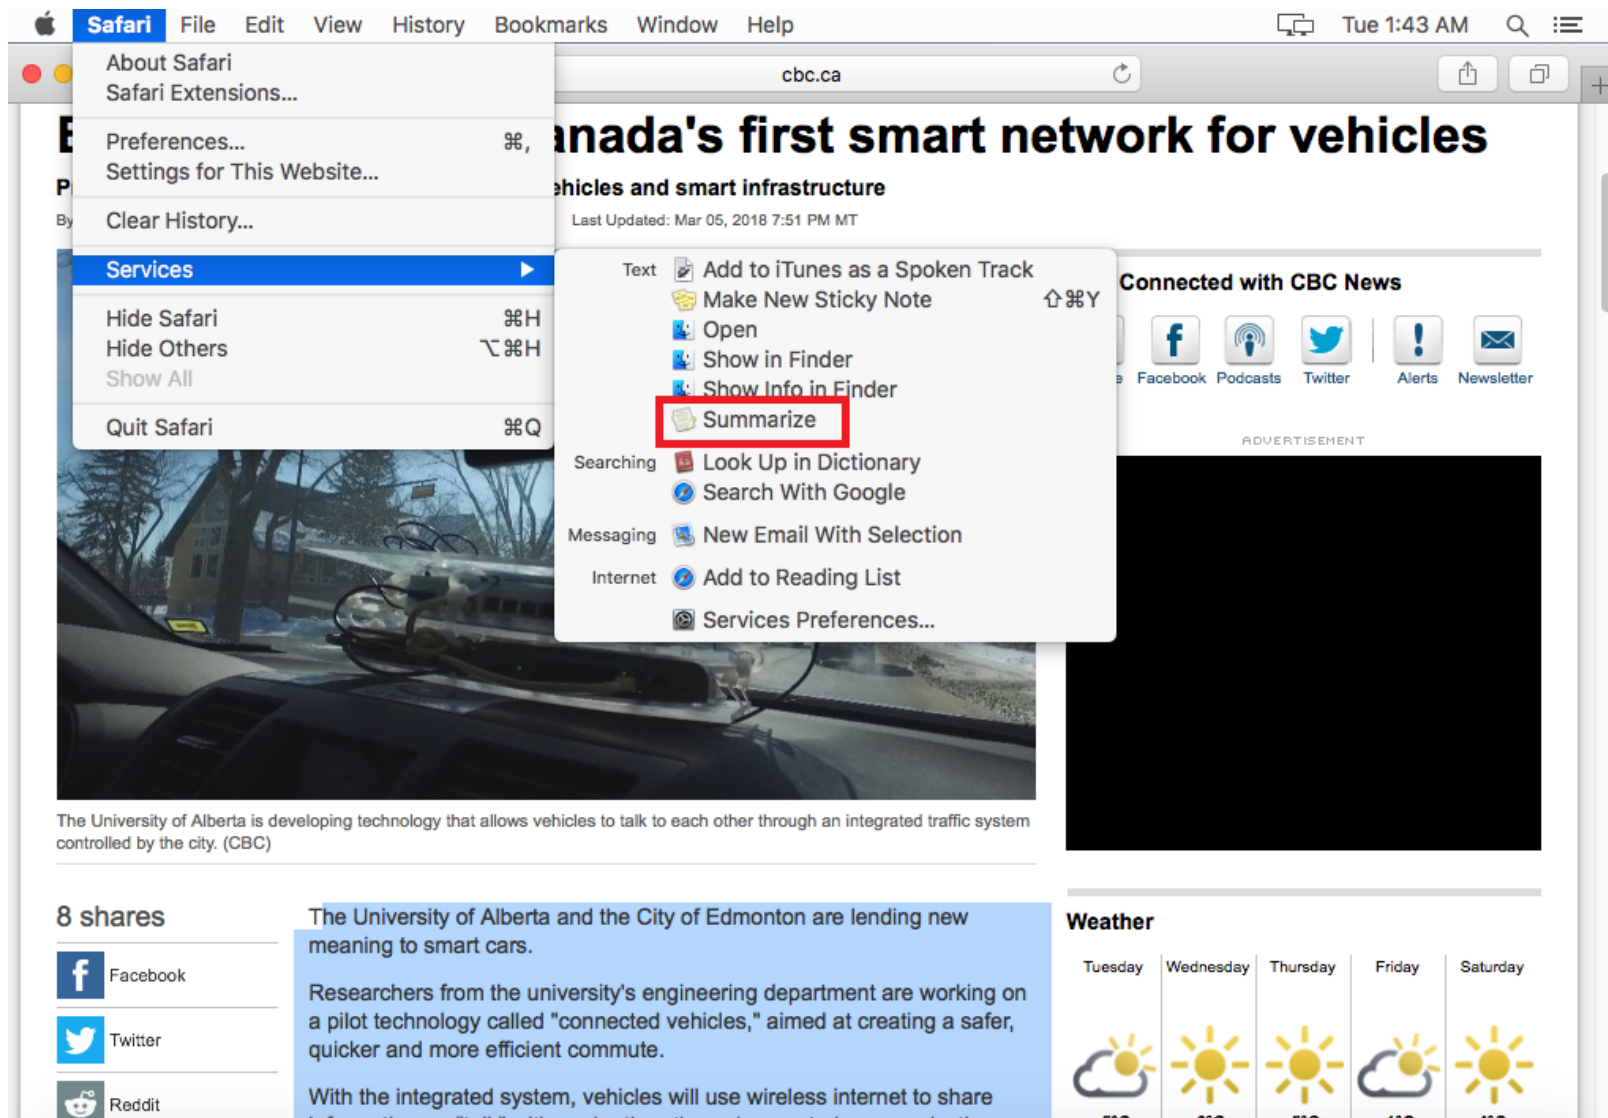 Safari File Edit View History Bookmarks Window Help Tue 1:43 AM
About Safari
Safari Extensions...
Preferences... ⌘,
Settings for This Website...
Clear History...
Services ▶
Hide Safari ⌘H
Hide Others ⌥⌘H
Show All
Quit Safari ⌘Q
cbc.ca
first smart network for vehicles
and smart infrastructure
By
Last Updated: Mar 05, 2018 7:51 PM MT
Text Add to iTunes as a Spoken Track
Make New Sticky Note ⇧⌘Y
Open
Show in Finder
Show Info in Finder
Summarize
Searching Look Up in Dictionary
Search With Google
Messaging New Email With Selection
Internet Add to Reading List
Services Preferences...
Connected with CBC News
Facebook Podcasts Twitter Alerts Newsletter
ADVERTISEMENT
The University of Alberta is developing technology that allows vehicles to talk to each other through an integrated traffic system
controlled by the city. (CBC)
8 shares
Facebook
Twitter
Reddit
The University of Alberta and the City of Edmonton are lending new
meaning to smart cars.
Researchers from the university's engineering department are working on
a pilot technology called "connected vehicles," aimed at creating a safer,
quicker and more efficient commute.
With the integrated system, vehicles will use wireless internet to share
Weather
Tuesday Wednesday Thursday Friday Saturday